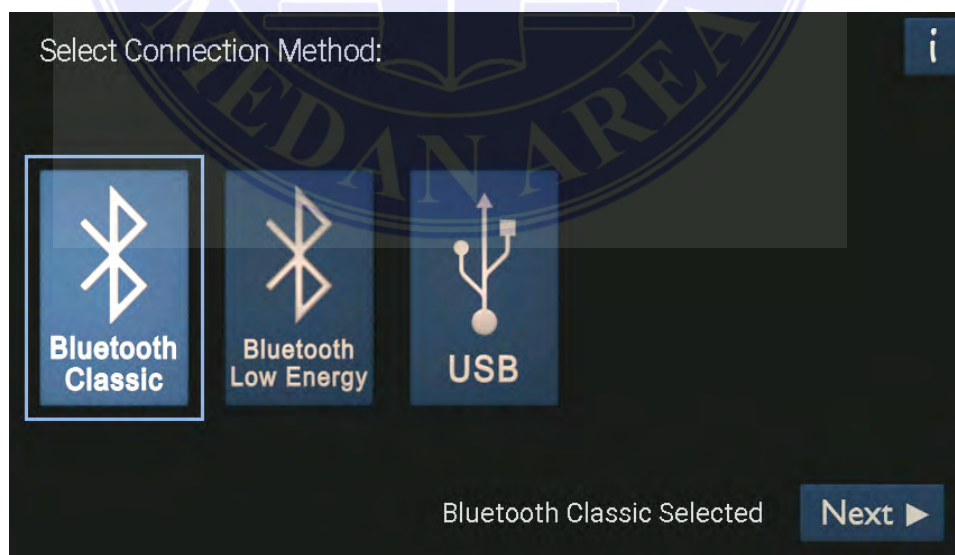 Select Connection Method:
i
MEDAN AREA
Bluetooth
Classic
Bluetooth
Low Energy
USB
Bluetooth Classic Selected
Next ►